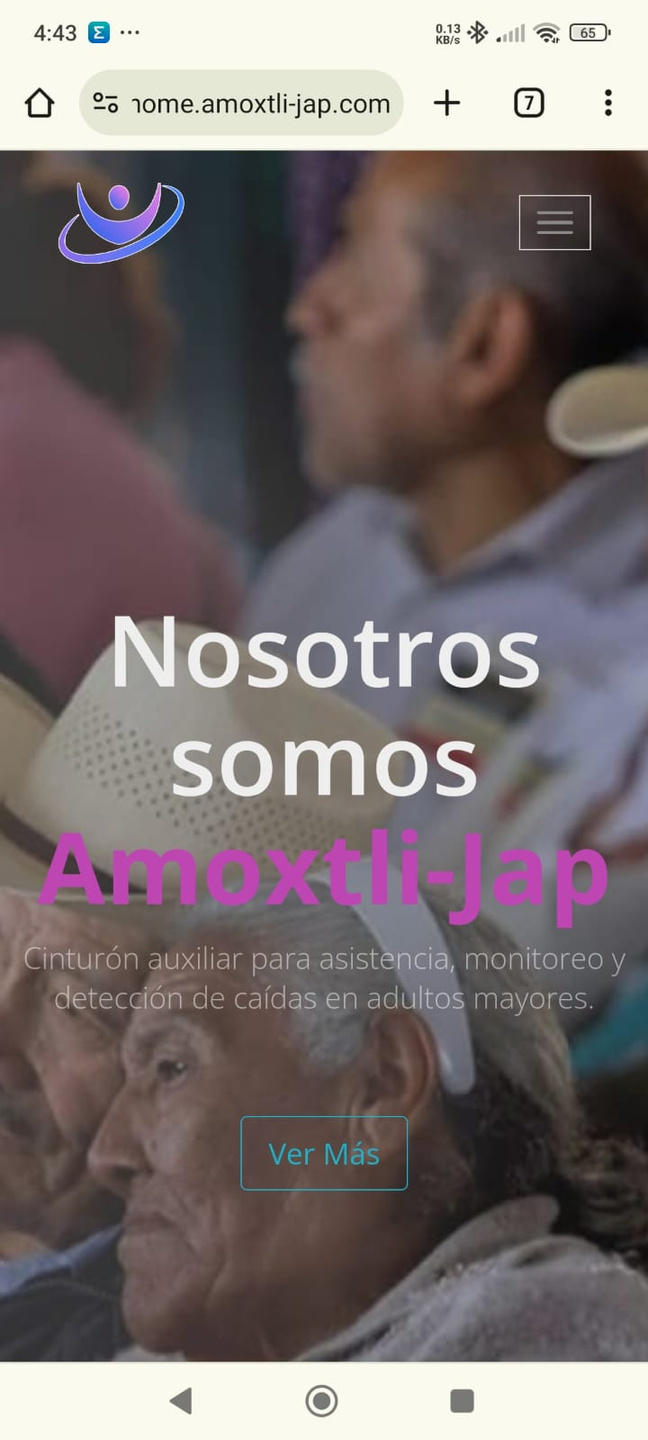 4:43 Σ ... 0.13 KB/s 65
home.amoxtli-jap.com + 7
Nosotros
somos
Amoxtli-Jap
Cinturón auxiliar para asistencia, monitoreo y
detección de caídas en adultos mayores.
Ver Más